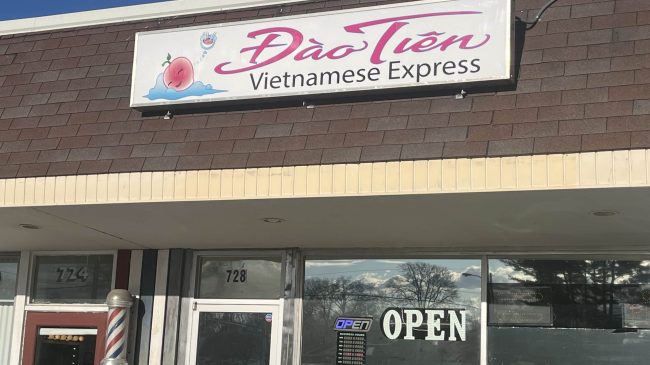 Đào Tiên
Vietnamese Express
724
728
OPEN
OPEN